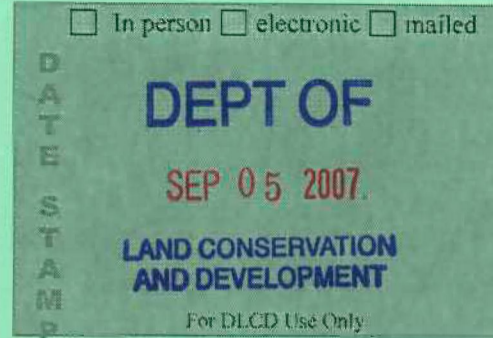 ☐ In person ☐ electronic ☐ mailed
DATE STAMP
DEPT OF
SEP 05 2007
LAND CONSERVATION
AND DEVELOPMENT
For DLCD Use Only